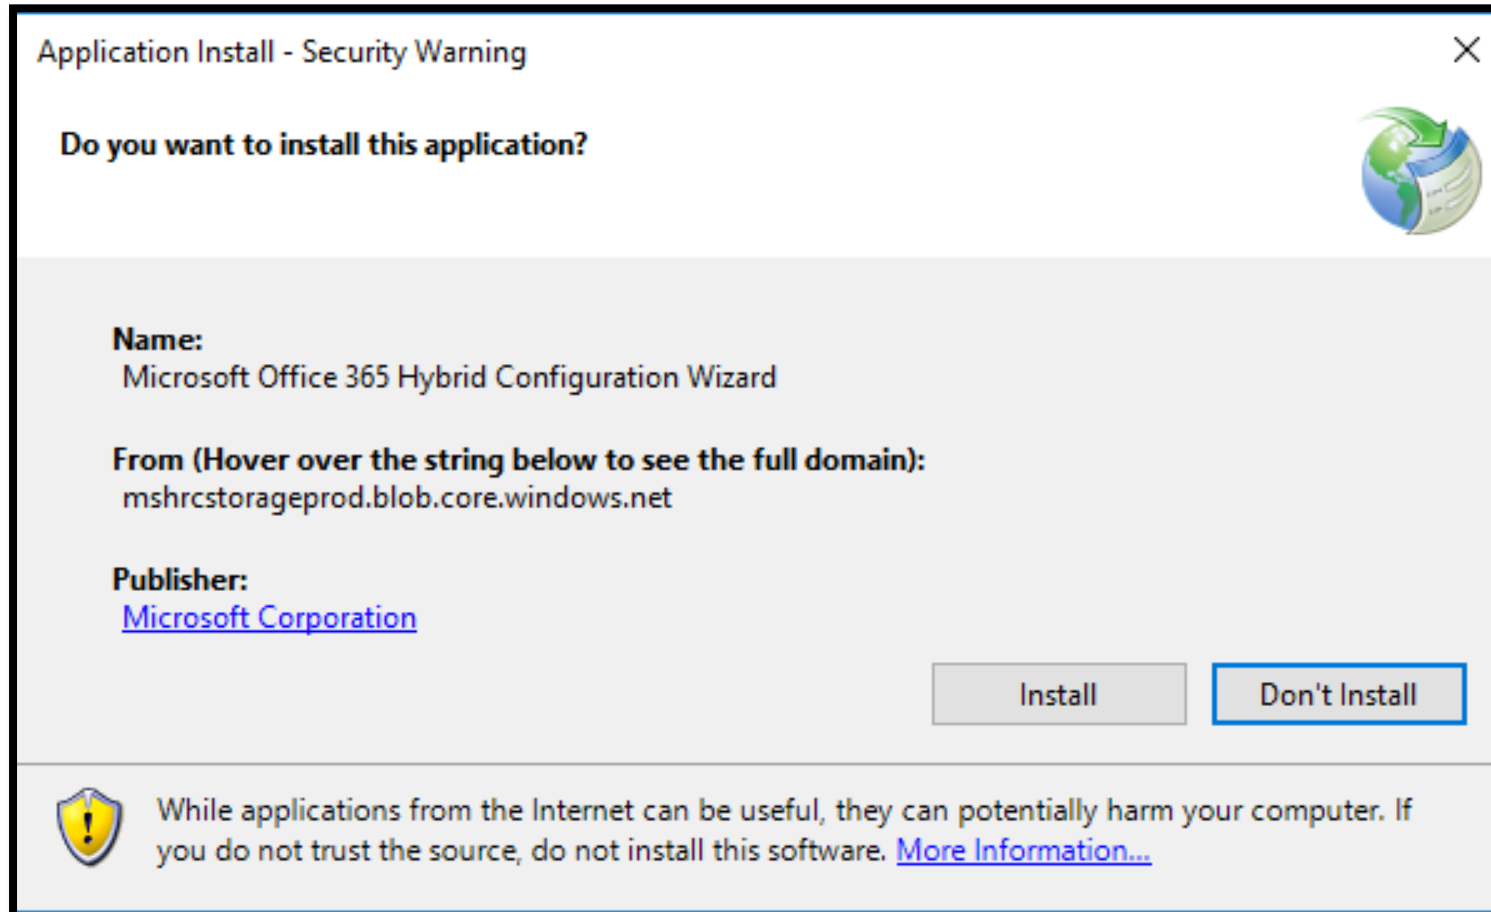 Application Install - Security Warning
Do you want to install this application?
Name:
Microsoft Office 365 Hybrid Configuration Wizard
From (Hover over the string below to see the full domain):
mshrcstorageprod.blob.core.windows.net
Publisher:
Microsoft Corporation
Install
Don't Install
While applications from the Internet can be useful, they can potentially harm your computer. If
you do not trust the source, do not install this software. More Information...